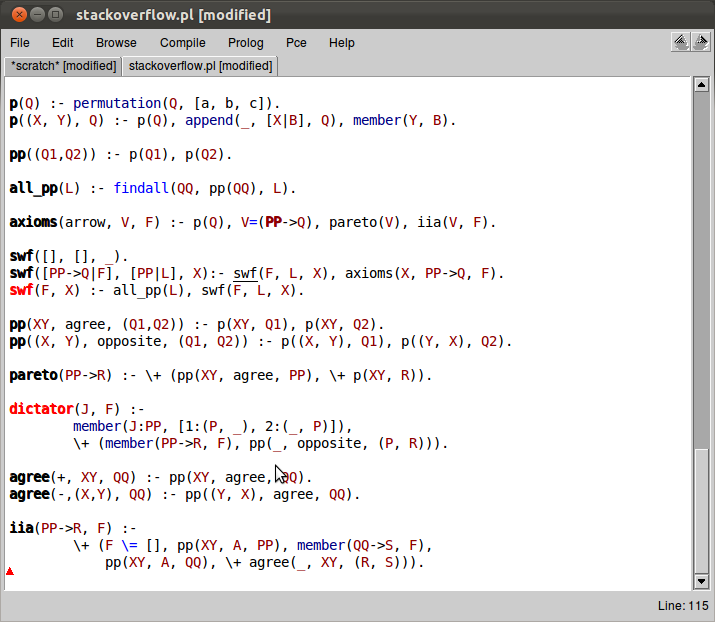 stackoverflow.pl [modified]
File Edit Browse Compile Prolog Pce Help
*scratch* [modified] stackoverflow.pl [modified]
p(Q) :- permutation(Q, [a, b, c]).
p((X, Y), Q) :- p(Q), append(_, [X|B], Q), member(Y, B).
pp((Q1,Q2)) :- p(Q1), p(Q2).
all_pp(L) :- findall(QQ, pp(QQ), L).
axioms(arrow, V, F) :- p(Q), V=(PP->Q), pareto(V), iia(V, F).
swf([], [], _).
swf([PP->Q|F], [PP|L], X):- swf(F, L, X), axioms(X, PP->Q, F).
swf(F, X) :- all_pp(L), swf(F, L, X).
pp(XY, agree, (Q1,Q2)) :- p(XY, Q1), p(XY, Q2).
pp((X, Y), opposite, (Q1, Q2)) :- p((X, Y), Q1), p((Y, X), Q2).
pareto(PP->R) :- \+ (pp(XY, agree, PP), \+ p(XY, R)).
dictator(J, F) :-
member(J:PP, [1:(P, _), 2:(_, P)]),
\+ (member(PP->R, F), pp(_, opposite, (P, R))).
agree(+, XY, QQ) :- pp(XY, agree, QQ).
agree(-,(X,Y), QQ) :- pp((Y, X), agree, QQ).
iia(PP->R, F) :-
\+ (F \= [], pp(XY, A, PP), member(QQ->S, F),
pp(XY, A, QQ), \+ agree(_, XY, (R, S))).
Line: 115